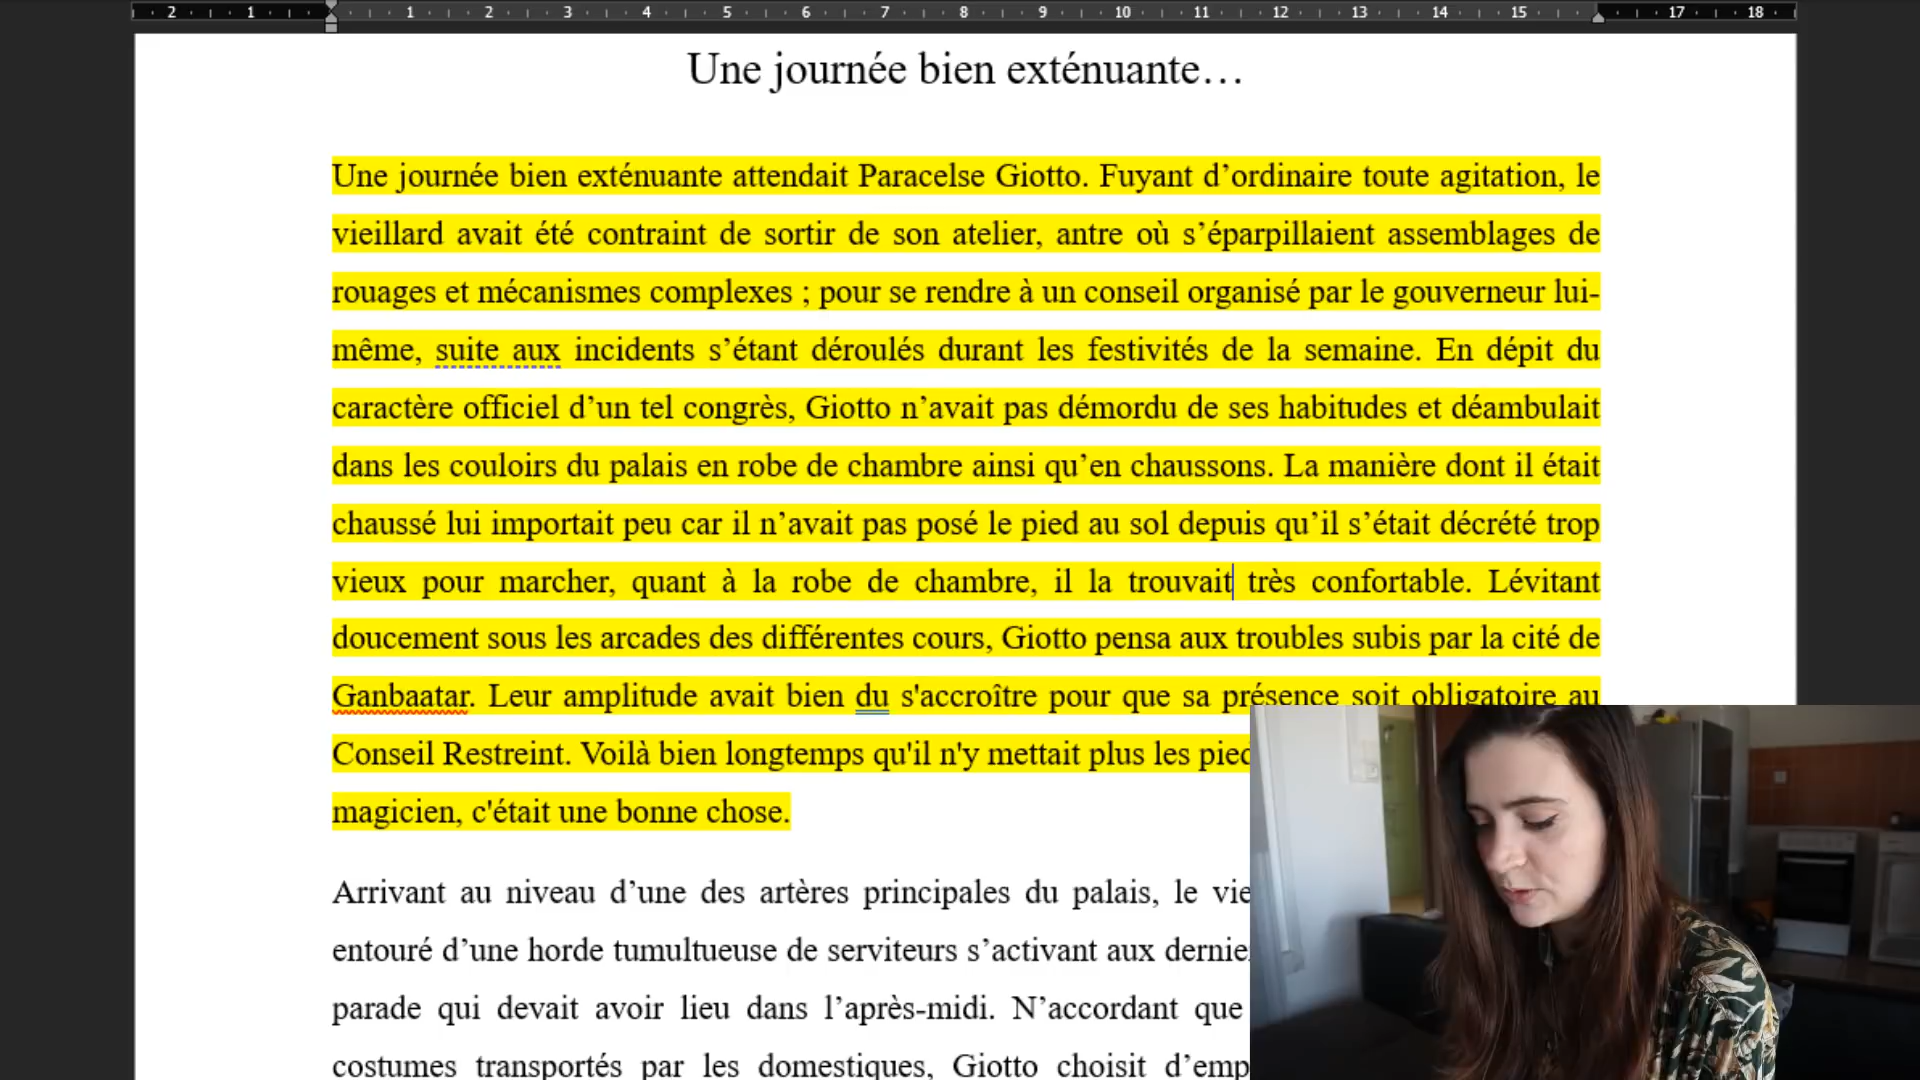 2 1 1 2 3 4 5 6 7 8 9 10 11 12 13 14 15 17 18
Une journée bien exténuante…
Une journée bien exténuante attendait Paracelse Giotto. Fuyant d’ordinaire toute agitation, le
vieillard avait été contraint de sortir de son atelier, antre où s’éparpillaient assemblages de
rouages et mécanismes complexes ; pour se rendre à un conseil organisé par le gouverneur lui-
même, suite aux incidents s’étant déroulés durant les festivités de la semaine. En dépit du
caractère officiel d’un tel congrès, Giotto n’avait pas démordu de ses habitudes et déambulait
dans les couloirs du palais en robe de chambre ainsi qu’en chaussons. La manière dont il était
chaussé lui importait peu car il n’avait pas posé le pied au sol depuis qu’il s’était décrété trop
vieux pour marcher, quant à la robe de chambre, il la trouvait très confortable. Lévitant
doucement sous les arcades des différentes cours, Giotto pensa aux troubles subis par la cité de
Ganbaatar. Leur amplitude avait bien du s'accroître pour que sa présence soit obligatoire au
Conseil Restreint. Voilà bien longtemps qu'il n'y mettait plus les
magicien, c'était une bonne chose.
Arrivant au niveau d’une des artères principales du palais, le
entouré d’une horde tumultueuse de serviteurs s’activant aux
parade qui devait avoir lieu dans l’après-midi. N’accordant que
costumes transportés par les domestiques, Giotto choisit